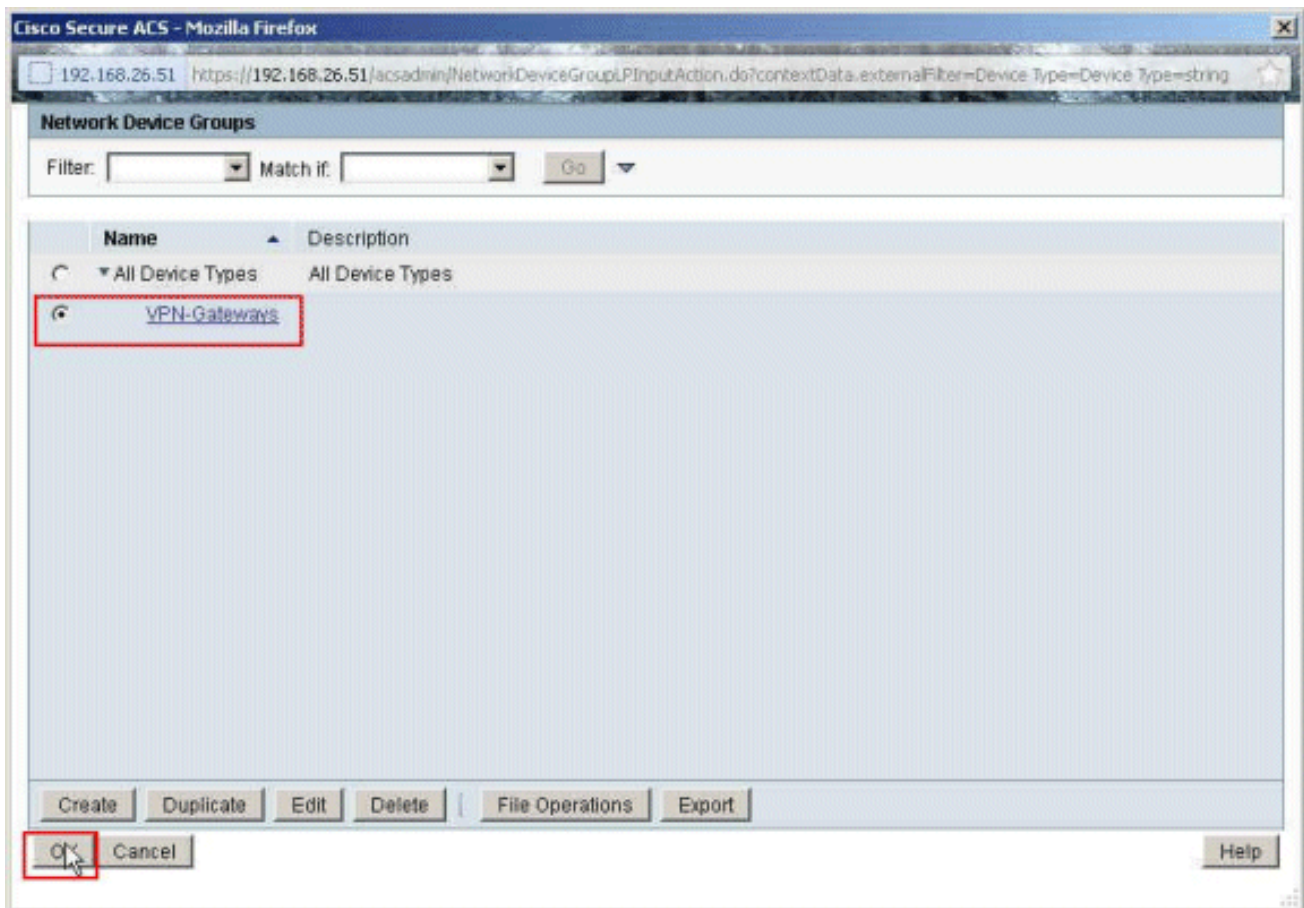 Cisco Secure ACS - Mozilla Firefox
192.168.26.51 https://192.168.26.51/acsadmin/NetworkDeviceGroupLPInputAction.do?contextData.externalFilter=Device Type=Device Type=string
Network Device Groups
Filter: Match if: Go
Name Description
All Device Types All Device Types
VPN-Gateways
Create Duplicate Edit Delete File Operations Export
OK Cancel Help